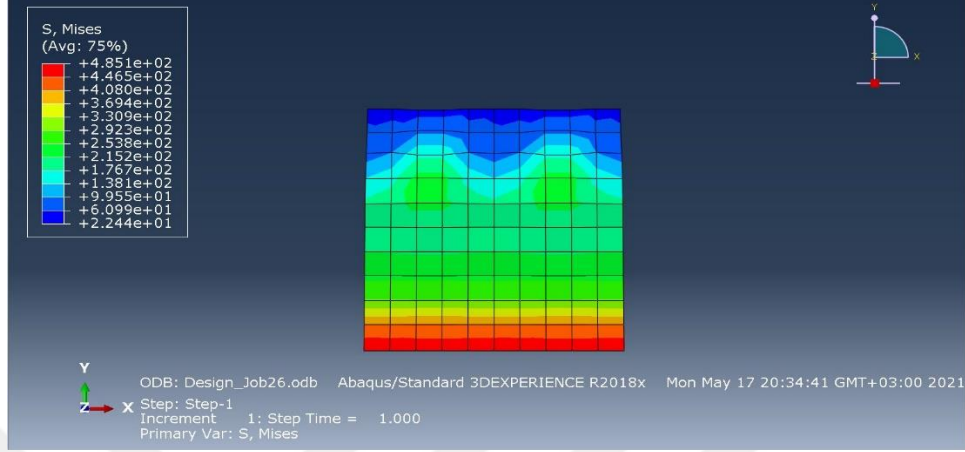 S, Mises
(Avg: 75%)
+4.851e+02
+4.465e+02
+4.080e+02
+3.694e+02
+3.309e+02
+2.923e+02
+2.538e+02
+2.152e+02
+1.767e+02
+1.381e+02
+9.955e+01
+6.099e+01
+2.244e+01
Y
Z X
Y
Z X
ODB: Design_Job26.odb Abaqus/Standard 3DEXPERIENCE R2018x Mon May 17 20:34:41 GMT+03:00 2021
Step: Step-1
Increment 1: Step Time = 1.000
Primary Var: S, Mises